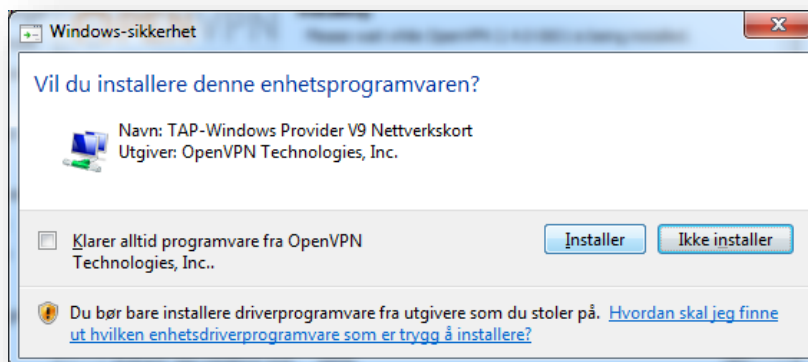 Windows-sikkerhet
Vil du installere denne enhetsprogramvaren?
Navn: TAP-Windows Provider V9 Nettverkskort
Utgiver: OpenVPN Technologies, Inc.
Klarer alltid programvare fra OpenVPN
Technologies, Inc..
Installer
Ikke installer
Du bør bare installere driverprogramvare fra utgivere som du stoler på. Hvordan skal jeg finne
ut hvilken enhetsdriverprogramvare som er trygg å installere?